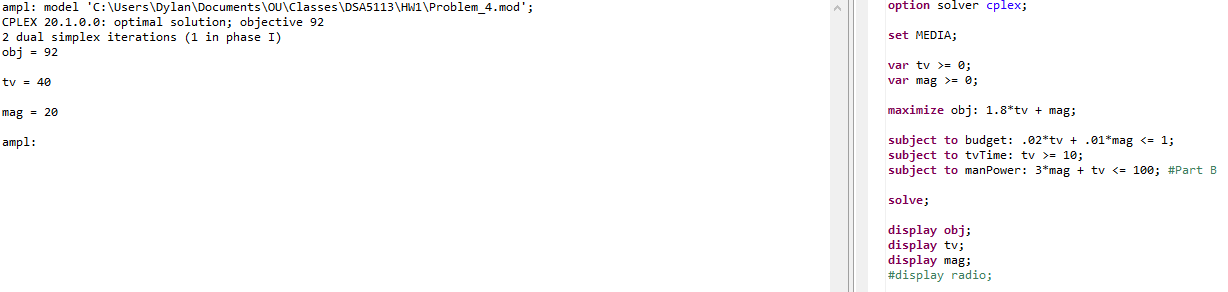 ampl: model 'C:\Users\Dylan\Documents\OU\Classes\DSA5113\HW1\Problem_4.mod';
CPLEX 20.1.0.0: optimal solution; objective 92
2 dual simplex iterations (1 in phase I)
obj = 92
tv = 40
mag = 20
ampl:
option solver cplex;
set MEDIA;
var tv >= 0;
var mag >= 0;
maximize obj: 1.8*tv + mag;
subject to budget: .02*tv + .01*mag <= 1;
subject to tvTime: tv >= 10;
subject to manPower: 3*mag + tv <= 100; #Part B
solve;
display obj;
display tv;
display mag;
#display radio;